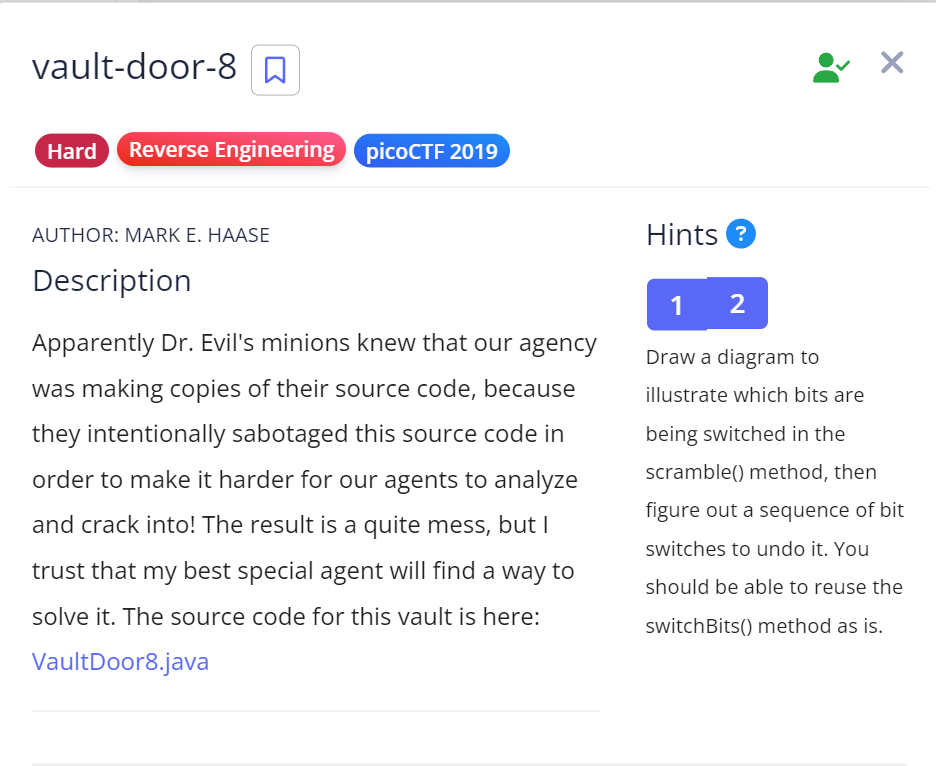 vault-door-8
Hard Reverse Engineering picoCTF 2019
AUTHOR: MARK E. HAASE
Description
Apparently Dr. Evil's minions knew that our agency
was making copies of their source code, because
they intentionally sabotaged this source code in
order to make it harder for our agents to analyze
and crack into! The result is a quite mess, but I
trust that my best special agent will find a way to
solve it. The source code for this vault is here:
VaultDoor8.java
Hints ?
1 2
Draw a diagram to
illustrate which bits are
being switched in the
scramble() method, then
figure out a sequence of bit
switches to undo it. You
should be able to reuse the
switchBits() method as is.